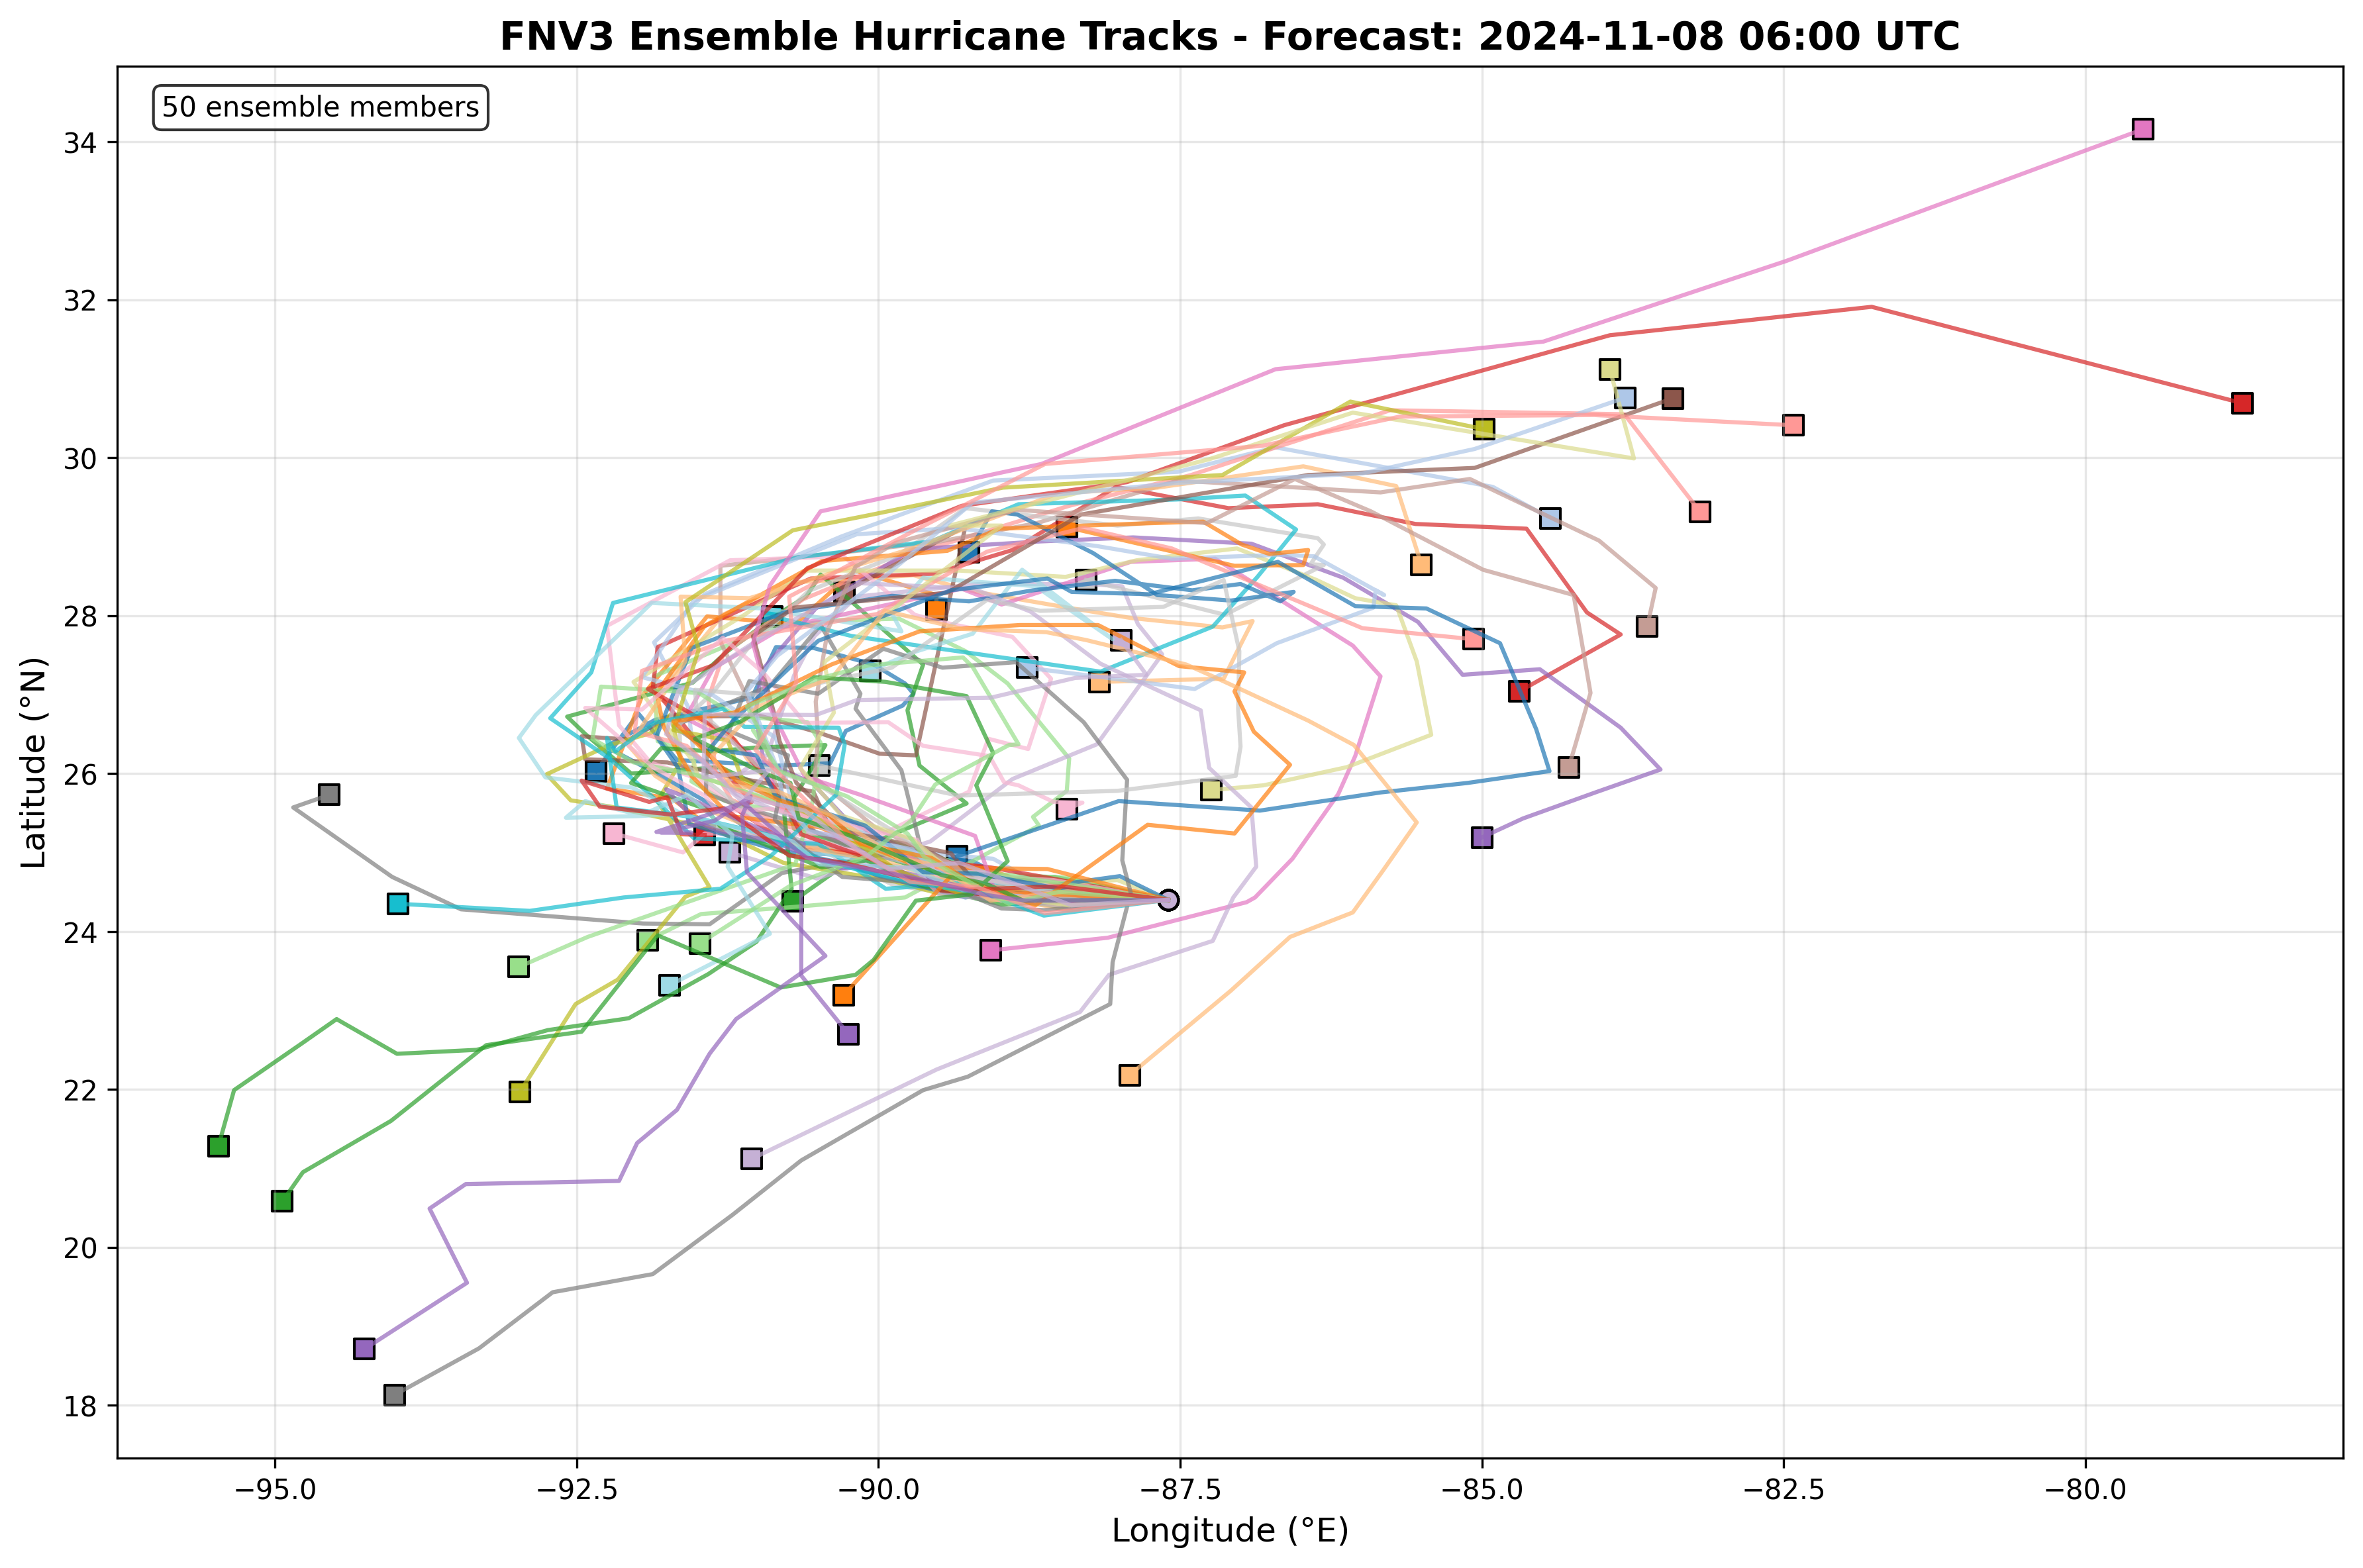 FNV3 Ensemble Hurricane Tracks - Forecast: 2024-11-08 06:00 UTC
50 ensemble members
34
32
30
28
26
24
22
20
18
Latitude (°N)
−95.0 −92.5 −90.0 −87.5 −85.0 −82.5 −80.0
Longitude (°E)